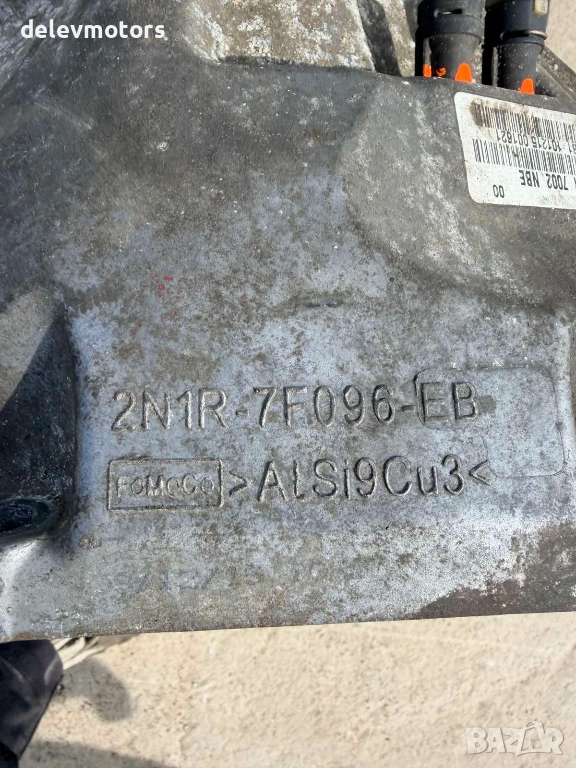 delevmotors
7002 NBE
00
2N1R-7F096-EB
FoMoCo >AlSi9Cu3<
BAZAR